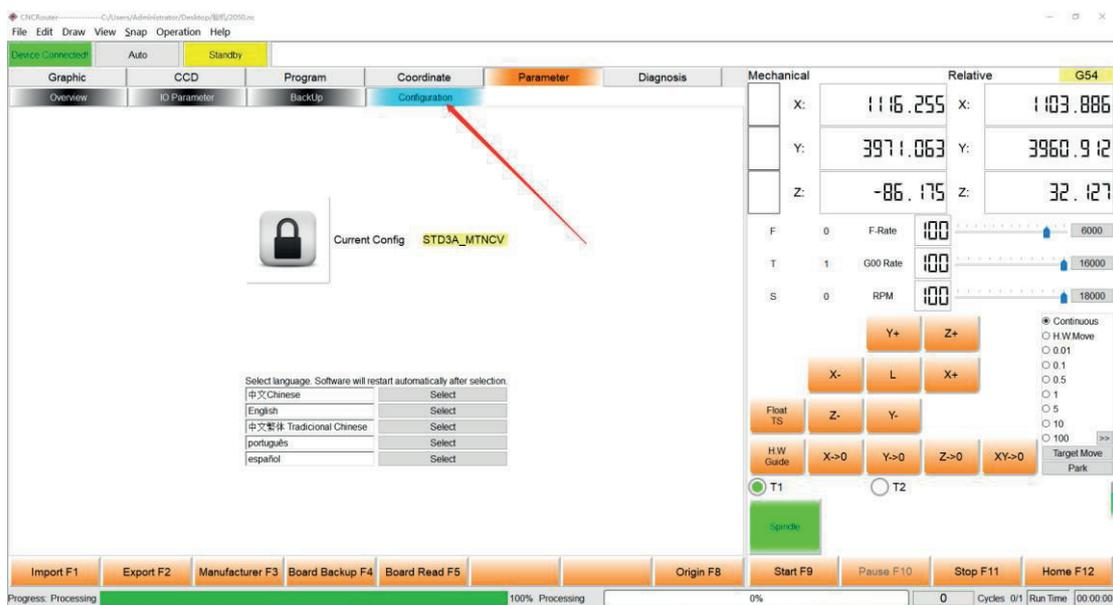 CNCRouter---------------C:/Users/Administrator/Desktop/验机/2050.nc
File Edit Draw View Snap Operation Help
Device Connected! Auto Standby
Graphic CCD Program Coordinate Parameter Diagnosis
Overview IO Parameter BackUp Configuration
Current Config STD3A_MTNCV
Select language. Software will restart automatically after selection.
中文Chinese Select
English Select
中文繁体 Tradicional Chinese Select
português Select
español Select
Import F1 Export F2 Manufacturer F3 Board Backup F4 Board Read F5 Origin F8
Mechanical Relative G54
X: 1116.255 X: 1103.886
Y: 3971.063 Y: 3960.912
Z: -86.175 Z: 32.127
F 0 F-Rate 100 6000
T 1 G00 Rate 100 16000
S 0 RPM 100 18000
Y+ Z+
X- L X+
Float TS Z- Y-
H.W Guide X->0 Y->0 Z->0 XY->0
Continuous
H.W.Move
0.01
0.1
0.5
1
5
10
100 >>
Target Move
Park
T1 T2
Spindle
Start F9 Pause F10 Stop F11 Home F12
Progress: Processing 100% Processing 0% 0 Cycles 0/1 Run Time 00:00:00